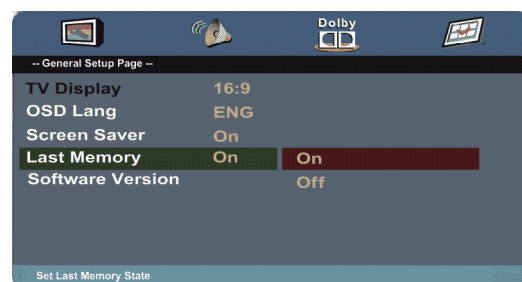 Dolby
-- General Setup Page --
TV Display 16:9
OSD Lang ENG
Screen Saver On
Last Memory On On
Software Version Off
Set Last Memory State